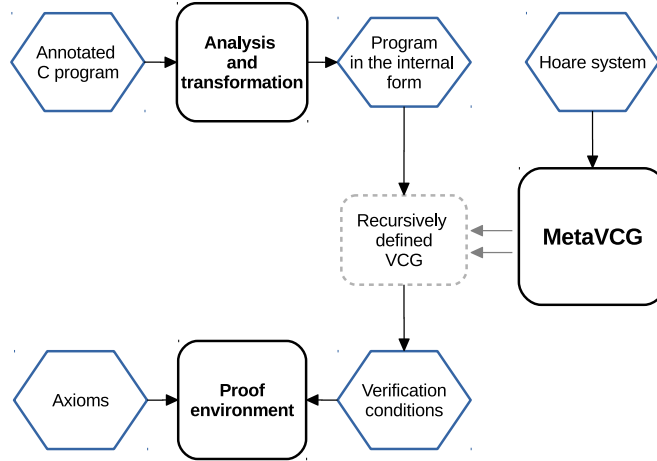 Annotated
C program
Analysis
and
transformation
Program
in the internal
form
Hoare system
Recursively
defined
VCG
MetaVCG
Axioms
Proof
environment
Verification
conditions